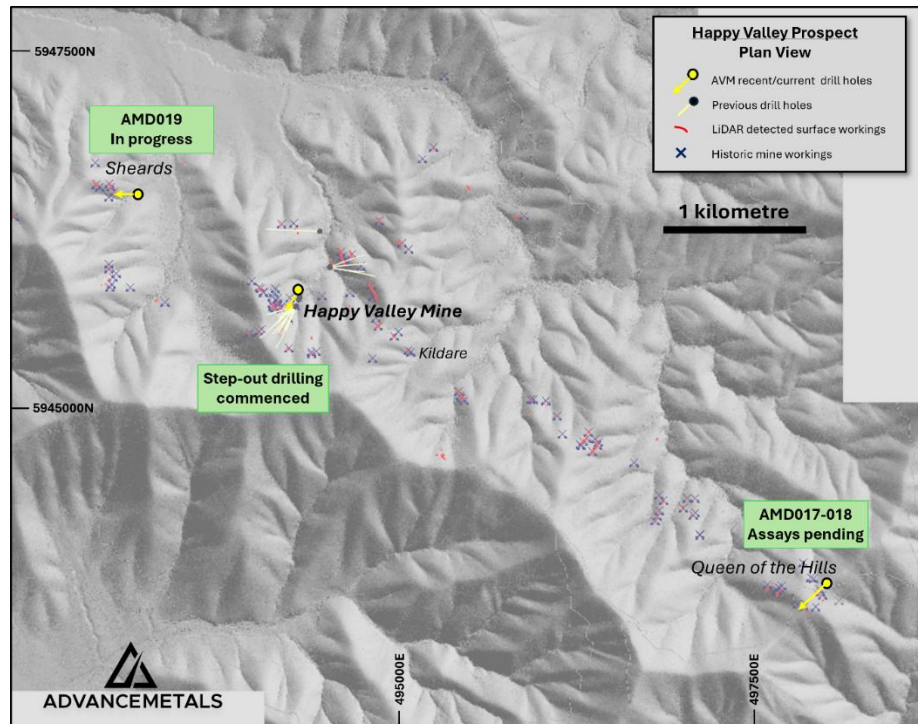 5947500N
Happy Valley Prospect
Plan View
AVM recent/current drill holes
Previous drill holes
LiDAR detected surface workings
Historic mine workings
AMD019
In progress
Sheards
1 kilometre
Happy Valley Mine
Kildare
Step-out drilling
commenced
5945000N
AMD017-018
Assays pending
Queen of the Hills
495000E
497500E
ADVANCEMETALS